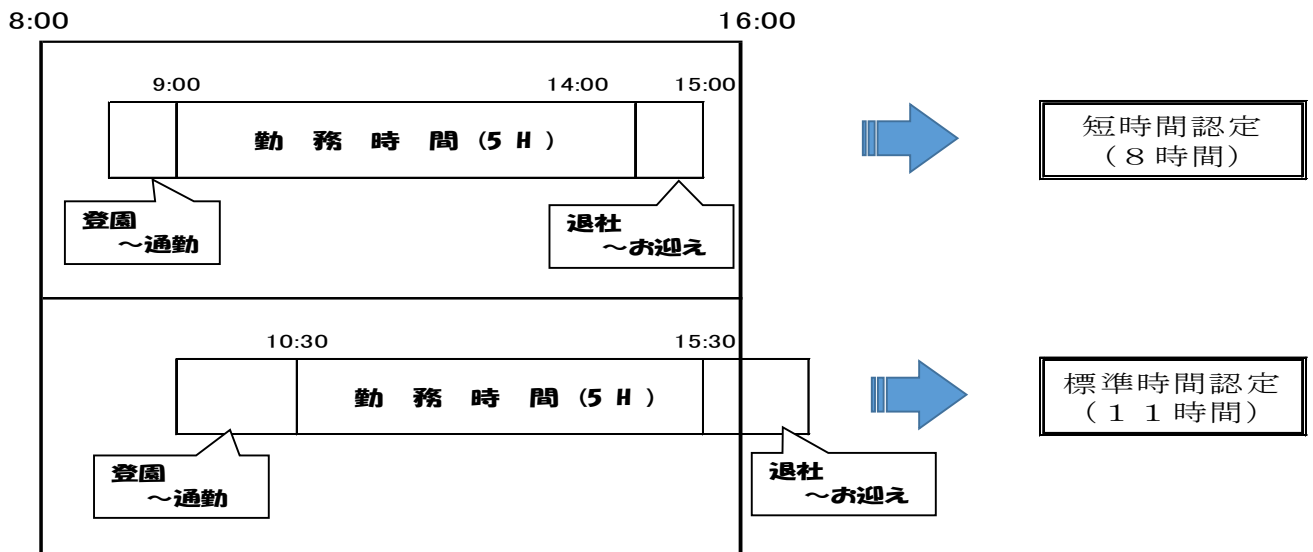 8:00
16:00
9:00
14:00
15:00
勤 務 時 間 (5 H )
短時間認定
(８時間)
登園
～通勤
退社
～お迎え
10:30
15:30
勤 務 時 間 (5 H )
標準時間認定
(１１時間)
登園
～通勤
退社
～お迎え